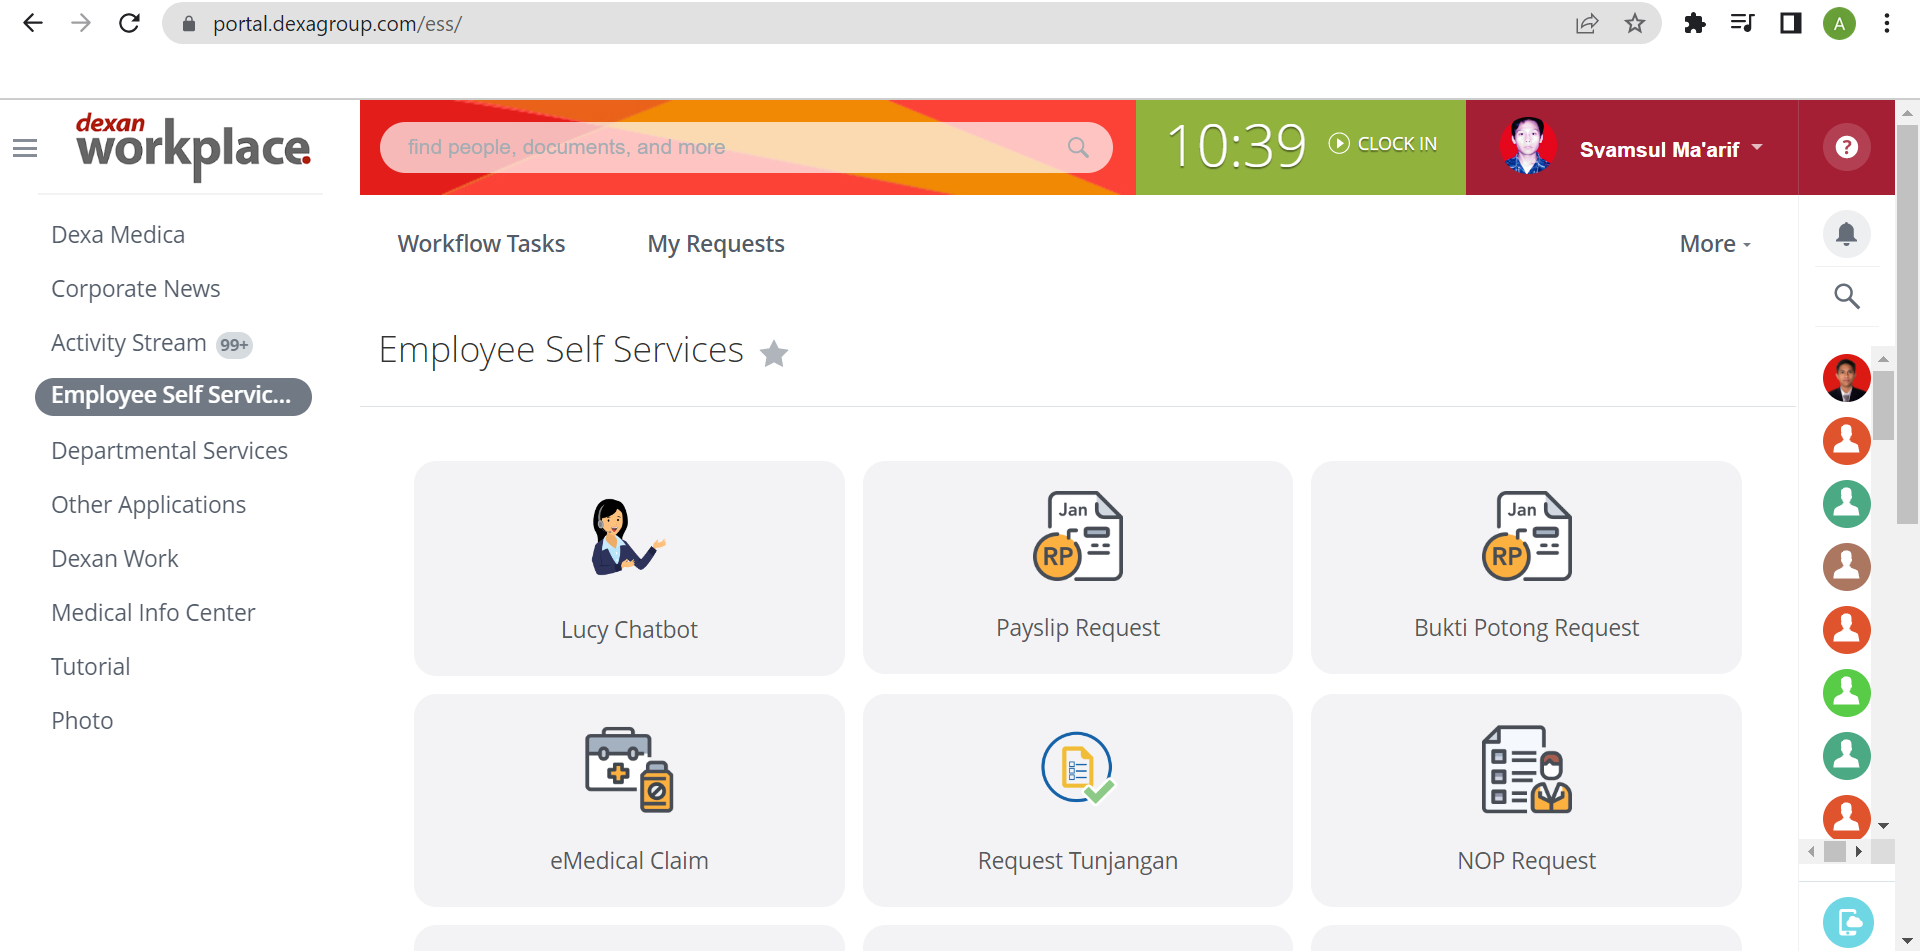 portal.dexagroup.com/ess/
A
dexan
workplace.
find people, documents, and more
10:39
CLOCK IN
Syamsul Ma'arif
?
Dexa Medica
Corporate News
Activity Stream 99+
Employee Self Servic...
Departmental Services
Other Applications
Dexan Work
Medical Info Center
Tutorial
Photo
Workflow Tasks
My Requests
More
Employee Self Services
Lucy Chatbot
Jan
RP
Payslip Request
Jan
RP
Bukti Potong Request
eMedical Claim
Request Tunjangan
NOP Request